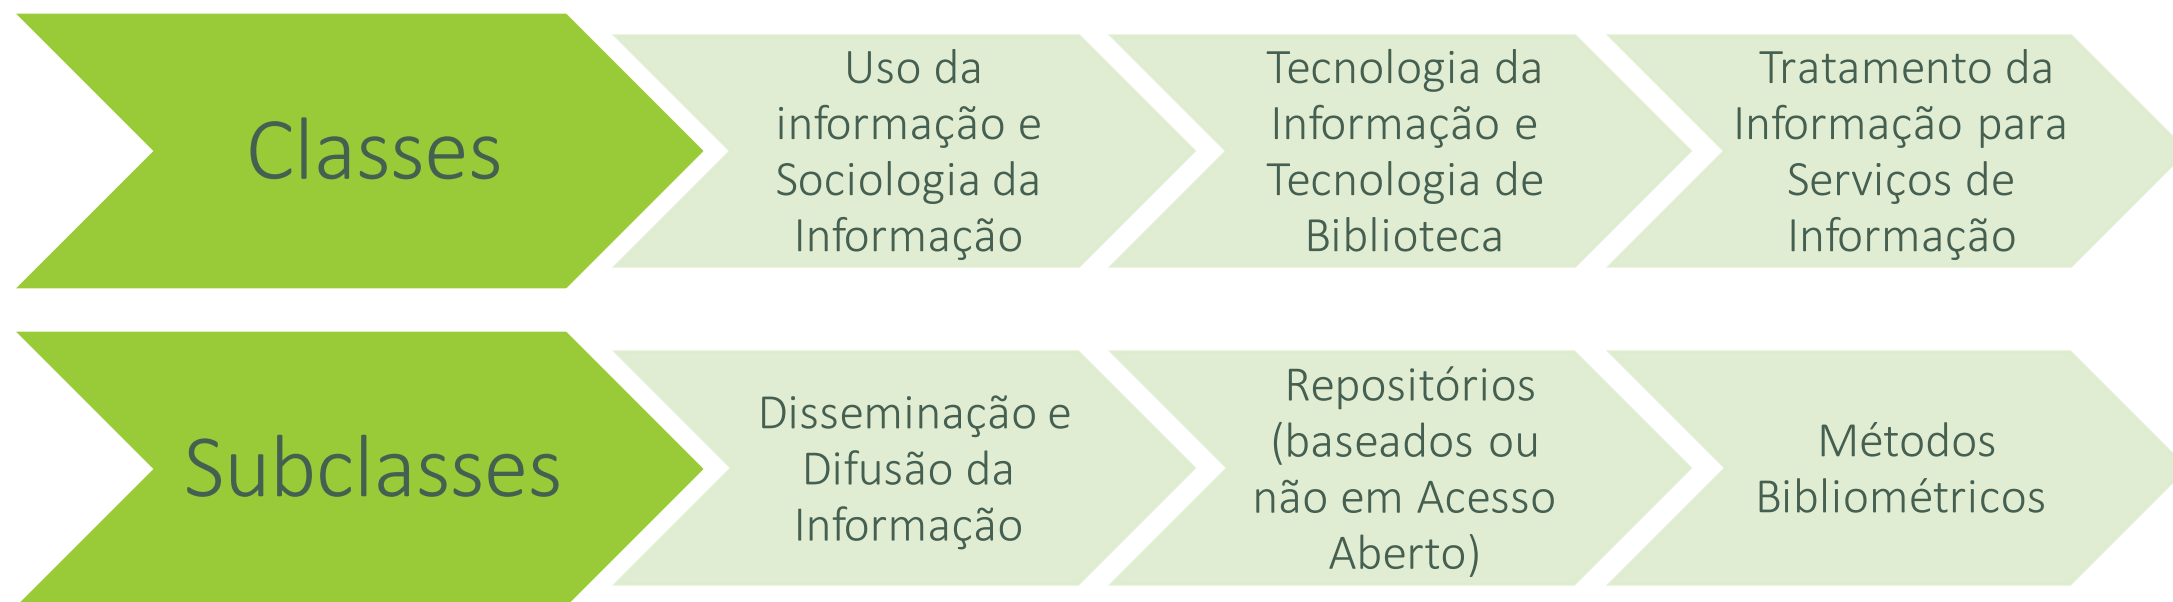 Classes
Uso da
informação e
Sociologia da
Informação
Tecnologia da
Informação e
Tecnologia de
Biblioteca
Tratamento da
Informação para
Serviços de
Informação
Subclasses
Disseminação e
Difusão da
Informação
Repositórios
(baseados ou
não em Acesso
Aberto)
Métodos
Bibliométricos